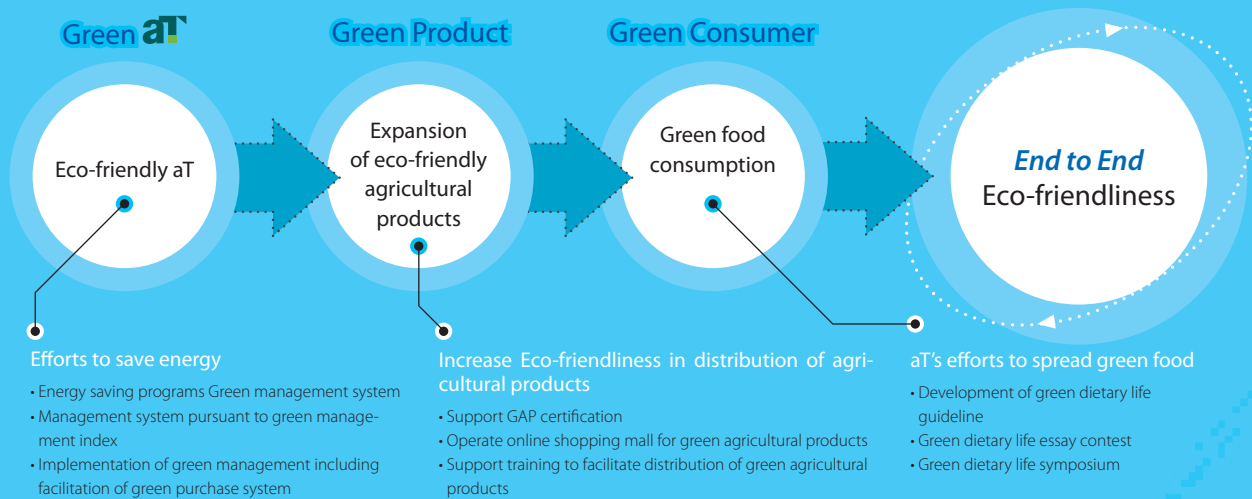 Green aT
Green Product
Green Consumer
Eco-friendly aT
Expansion
of eco-friendly
agricultural
products
Green food
consumption
End to End
Eco-friendliness
Efforts to save energy
• Energy saving programs Green management system
• Management system pursuant to green manage-
ment index
• Implementation of green management including
facilitation of green purchase system
Increase Eco-friendliness in distribution of agri-
cultural products
• Support GAP certification
• Operate online shopping mall for green agricultural products
• Support training to facilitate distribution of green agricultural
products
aT's efforts to spread green food
• Development of green dietary life
guideline
• Green dietary life essay contest
• Green dietary life symposium